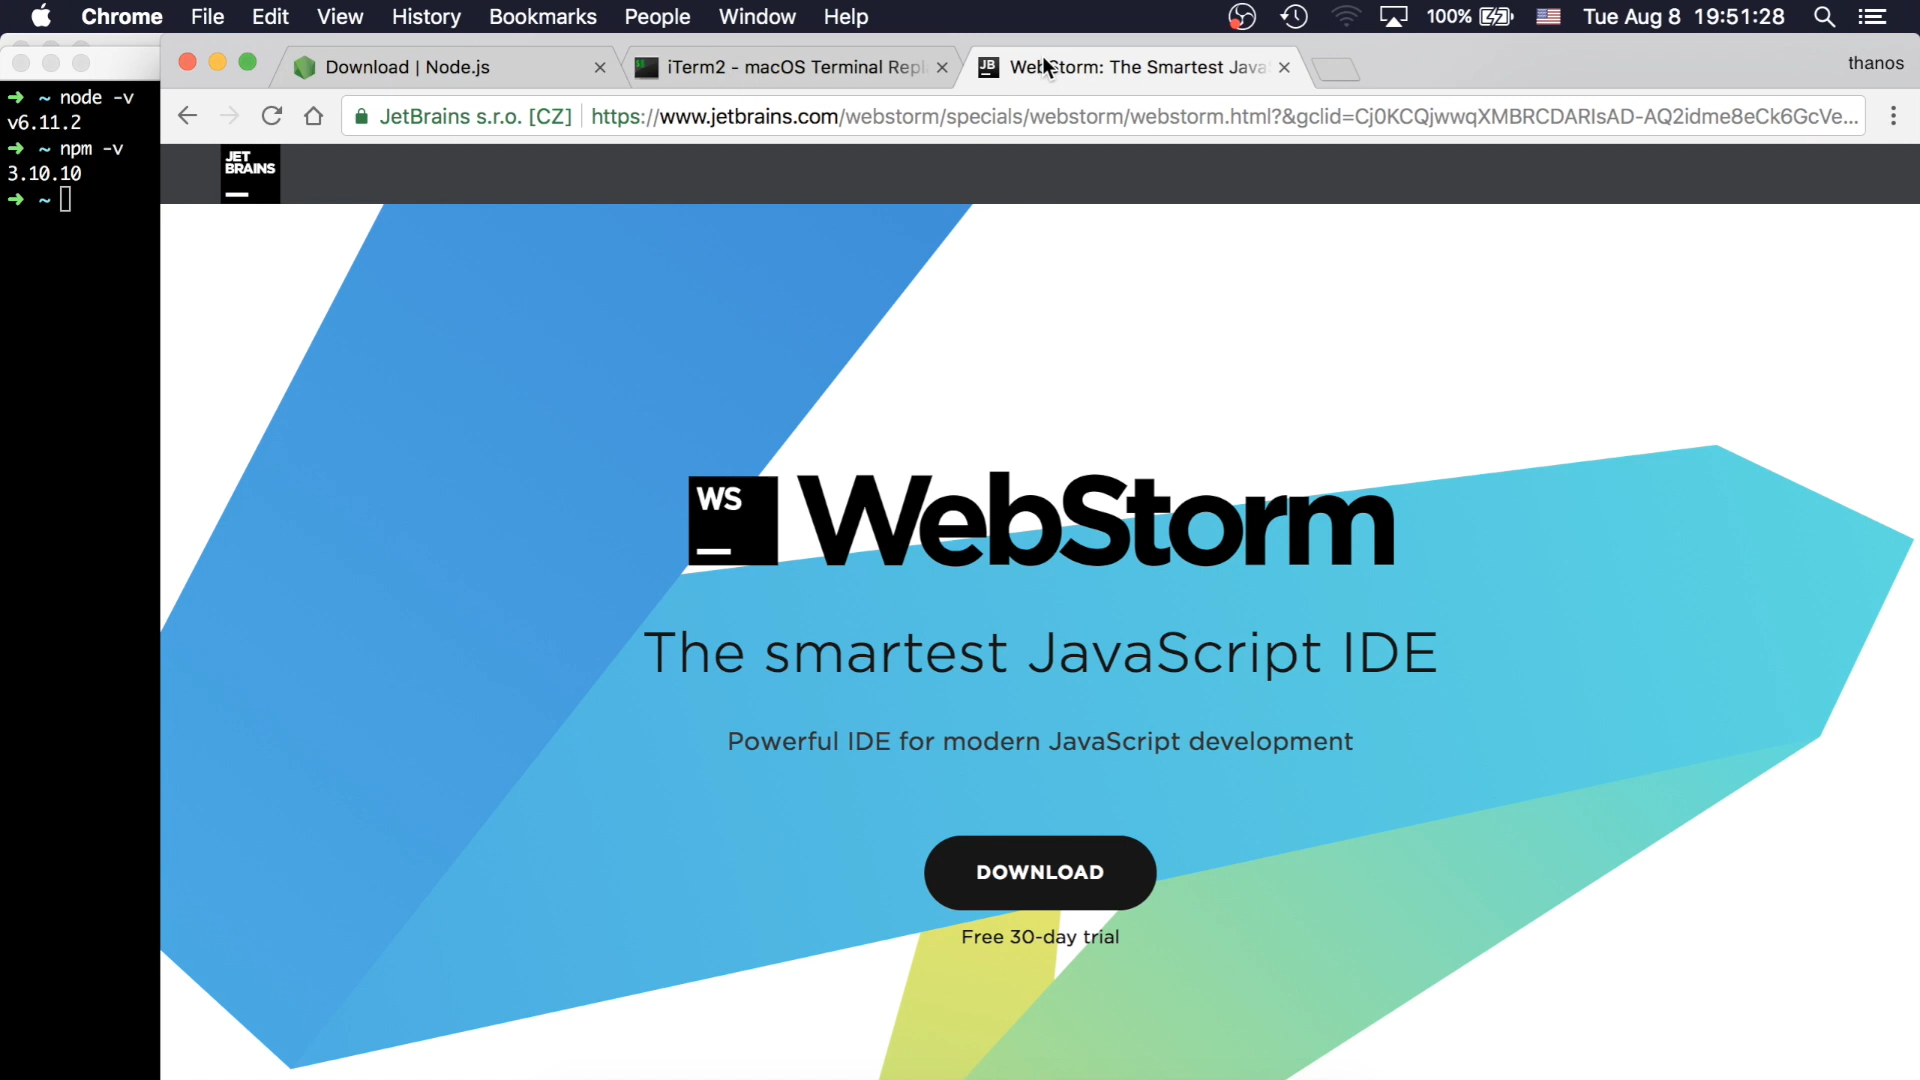 Chrome File Edit View History Bookmarks People Window Help 100% Tue Aug 8 19:51:28
Download | Node.js
iTerm2 - macOS Terminal Repl
WebStorm: The Smartest Java
thanos
JetBrains s.r.o. [CZ] https://www.jetbrains.com/webstorm/specials/webstorm/webstorm.html?&gclid=Cj0KCQjwwqXMBRCDARIsAD-AQ2idme8eCk6GcVe...
➜ ~ node -v
v6.11.2
➜ ~ npm -v
3.10.10
➜ ~
JET
BRAINS
WS
WebStorm
The smartest JavaScript IDE
Powerful IDE for modern JavaScript development
DOWNLOAD
Free 30-day trial